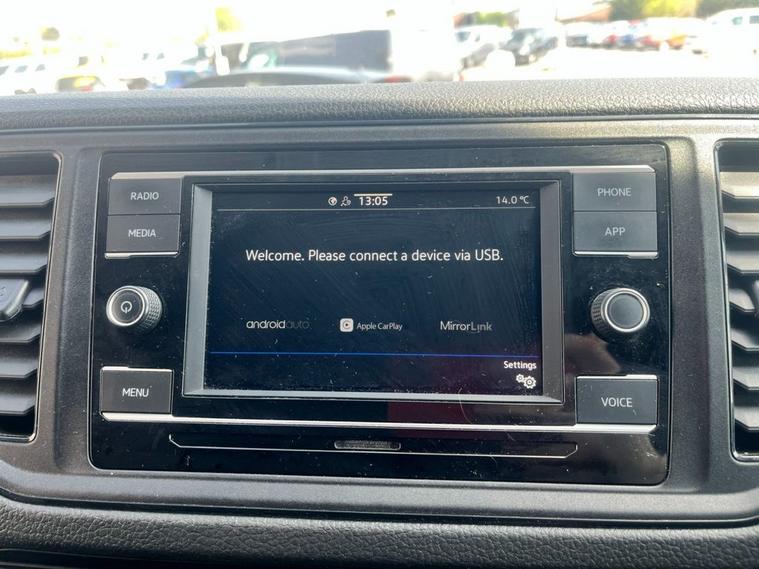 RADIO
MEDIA
MENU
13:05
14.0 °C
Welcome. Please connect a device via USB.
androidauto
Apple CarPlay
MirrorLink
Settings
PHONE
APP
VOICE